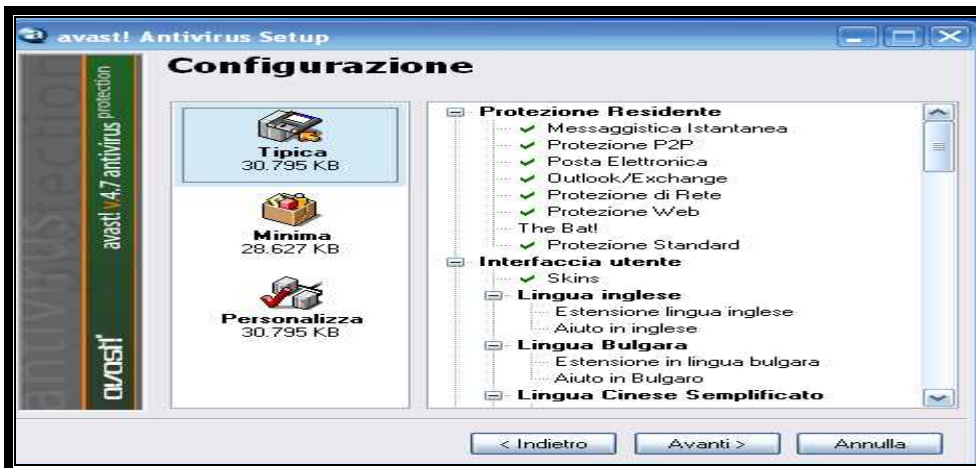 avast! Antivirus Setup
Configurazione
antivirus protection
avast! v4.7 antivirus protection
avast!
Tipica
30.795 KB
Minima
28.627 KB
Personalizza
30.795 KB
Protezione Residente
Messaggistica Istantanea
Protezione P2P
Posta Elettronica
Outlook/Exchange
Protezione di Rete
Protezione Web
The Bat!
Protezione Standard
Interfaccia utente
Skins
Lingua inglese
Estensione lingua inglese
Aiuto in inglese
Lingua Bulgara
Estensione in lingua bulgara
Aiuto in Bulgaro
Lingua Cinese Semplificato
< Indietro
Avanti >
Annulla